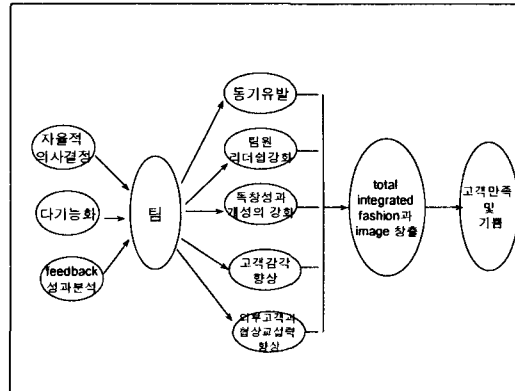 자율적
의사결정
다기능화
feedback
성과분석
팀
동기유발
팀원
리더쉽강화
독창성과
개성의 강화
고객감각
향상
외부고객과
협상교섭력
향상
total
integrated
fashion과
image 창출
고객만족
및
기쁨